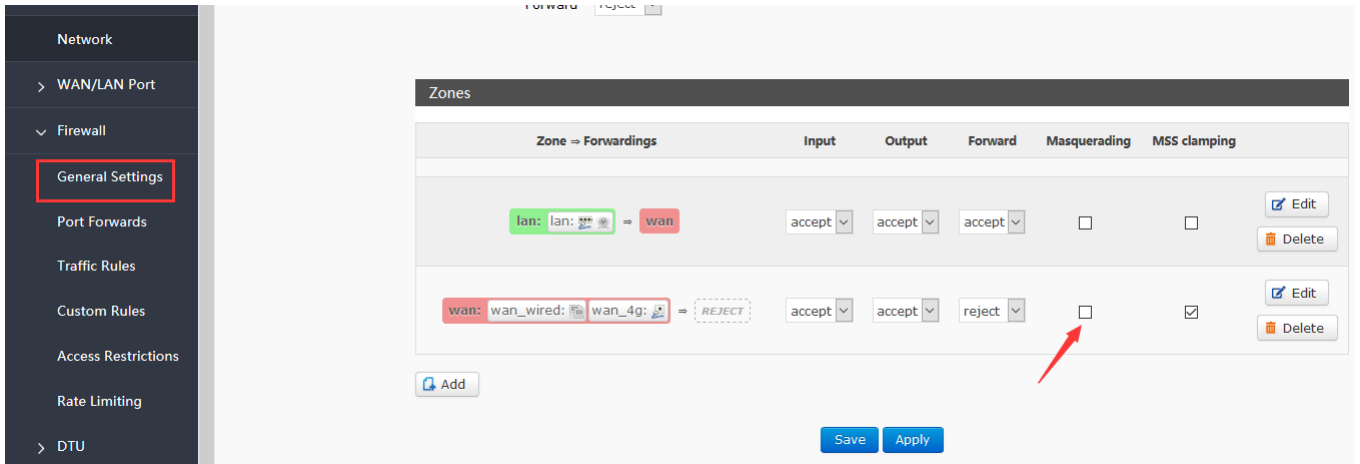 Forward reject
Network
WAN/LAN Port
Firewall
General Settings
Port Forwards
Traffic Rules
Custom Rules
Access Restrictions
Rate Limiting
DTU
Zones
Zone ⇒ Forwardings Input Output Forward Masquerading MSS clamping
lan: lan: ⇒ wan accept accept accept Edit
Delete
wan: wan_wired: wan_4g: ⇒ REJECT accept accept reject Edit
Delete
Add
Save Apply